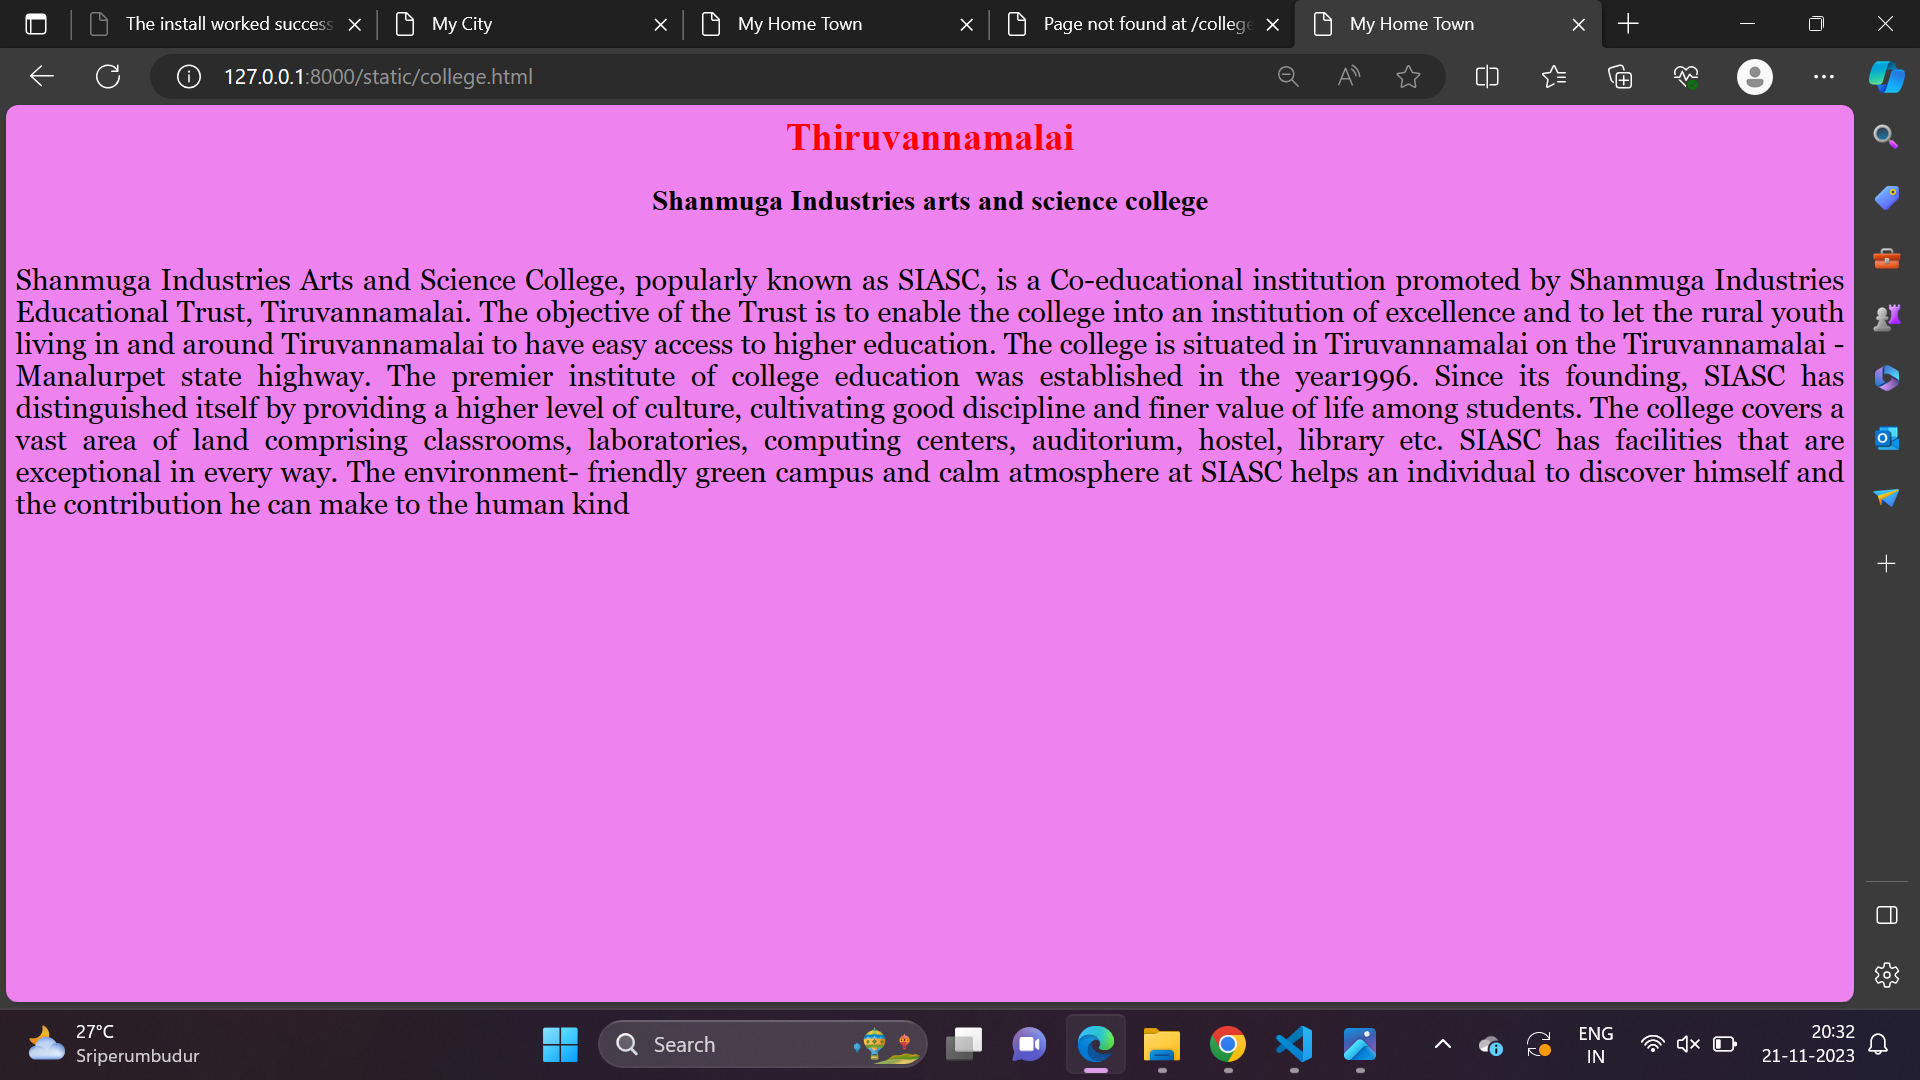 The install worked success
My City
My Home Town
Page not found at /college
My Home Town
127.0.0.1:8000/static/college.html
Thiruvannamalai
Shanmuga Industries arts and science college
Shanmuga Industries Arts and Science College, popularly known as SIASC, is a Co-educational institution promoted by Shanmuga Industries
Educational Trust, Tiruvannamalai. The objective of the Trust is to enable the college into an institution of excellence and to let the rural youth
living in and around Tiruvannamalai to have easy access to higher education. The college is situated in Tiruvannamalai on the Tiruvannamalai -
Manalurpet state highway. The premier institute of college education was established in the year1996. Since its founding, SIASC has
distinguished itself by providing a higher level of culture, cultivating good discipline and finer value of life among students. The college covers a
vast area of land comprising classrooms, laboratories, computing centers, auditorium, hostel, library etc. SIASC has facilities that are
exceptional in every way. The environment- friendly green campus and calm atmosphere at SIASC helps an individual to discover himself and
the contribution he can make to the human kind
27°C
Sriperumbudur
Search
ENG
IN
20:32
21-11-2023